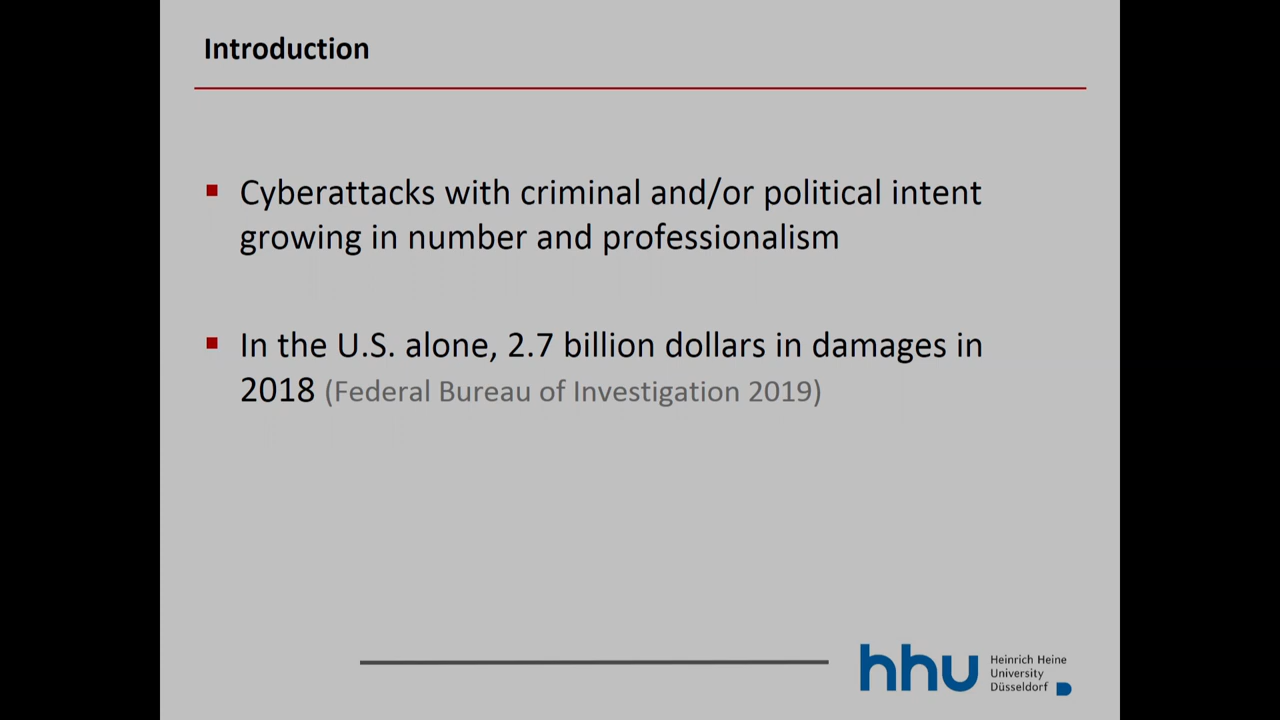 Introduction
▪ Cyberattacks with criminal and/or political intent
growing in number and professionalism
▪ In the U.S. alone, 2.7 billion dollars in damages in
2018 (Federal Bureau of Investigation 2019)
hhu
Heinrich Heine
University
Düsseldorf